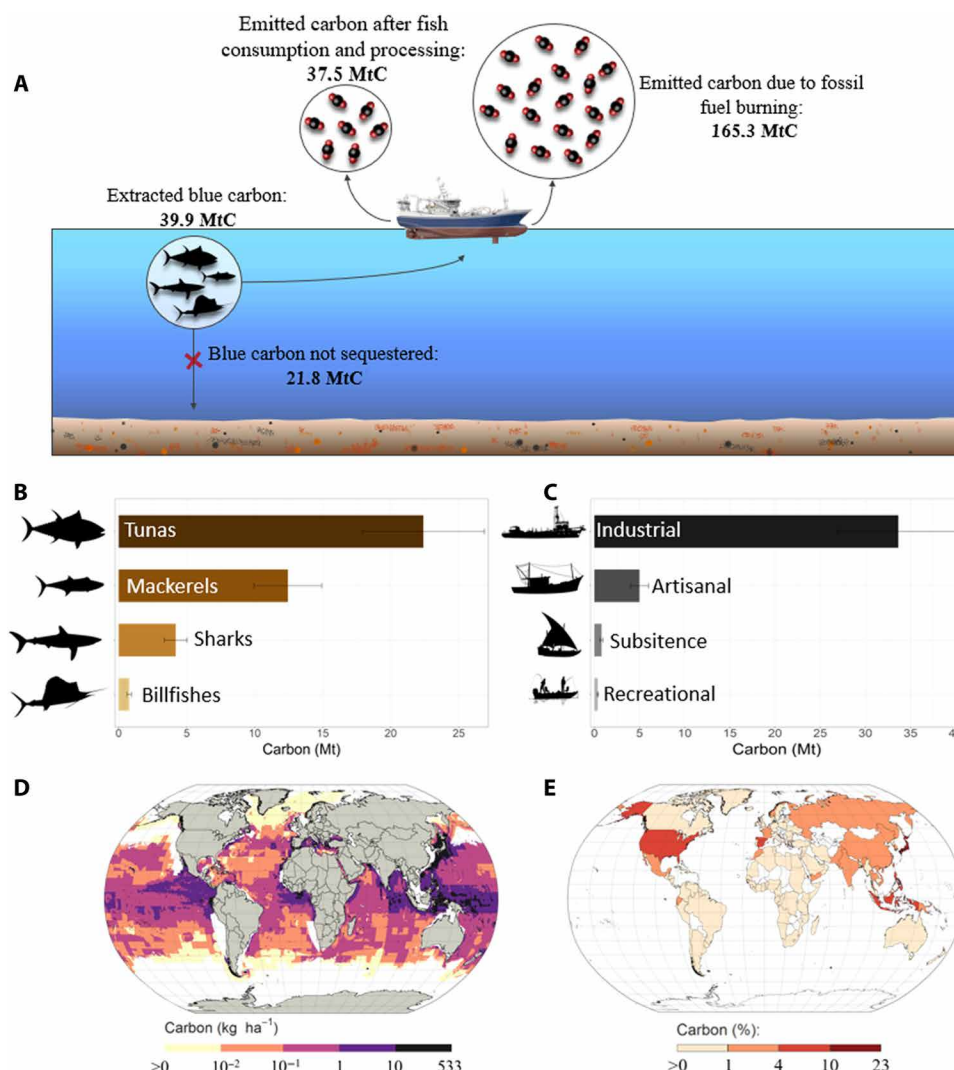 A
Emitted carbon after fish
consumption and processing:
37.5 MtC
Emitted carbon due to fossil
fuel burning:
165.3 MtC
Extracted blue carbon:
39.9 MtC
Blue carbon not sequestered:
21.8 MtC
B
Tunas
Mackerels
Sharks
Billfishes
0 5 10 15 20 25
Carbon (Mt)
C
Industrial
Artisanal
Subsitence
Recreational
0 5 10 15 20 25 30 35 40
Carbon (Mt)
D
Carbon (kg ha⁻¹)
>0 10⁻² 10⁻¹ 1 10 533
E
Carbon (%):
>0 1 4 10 23